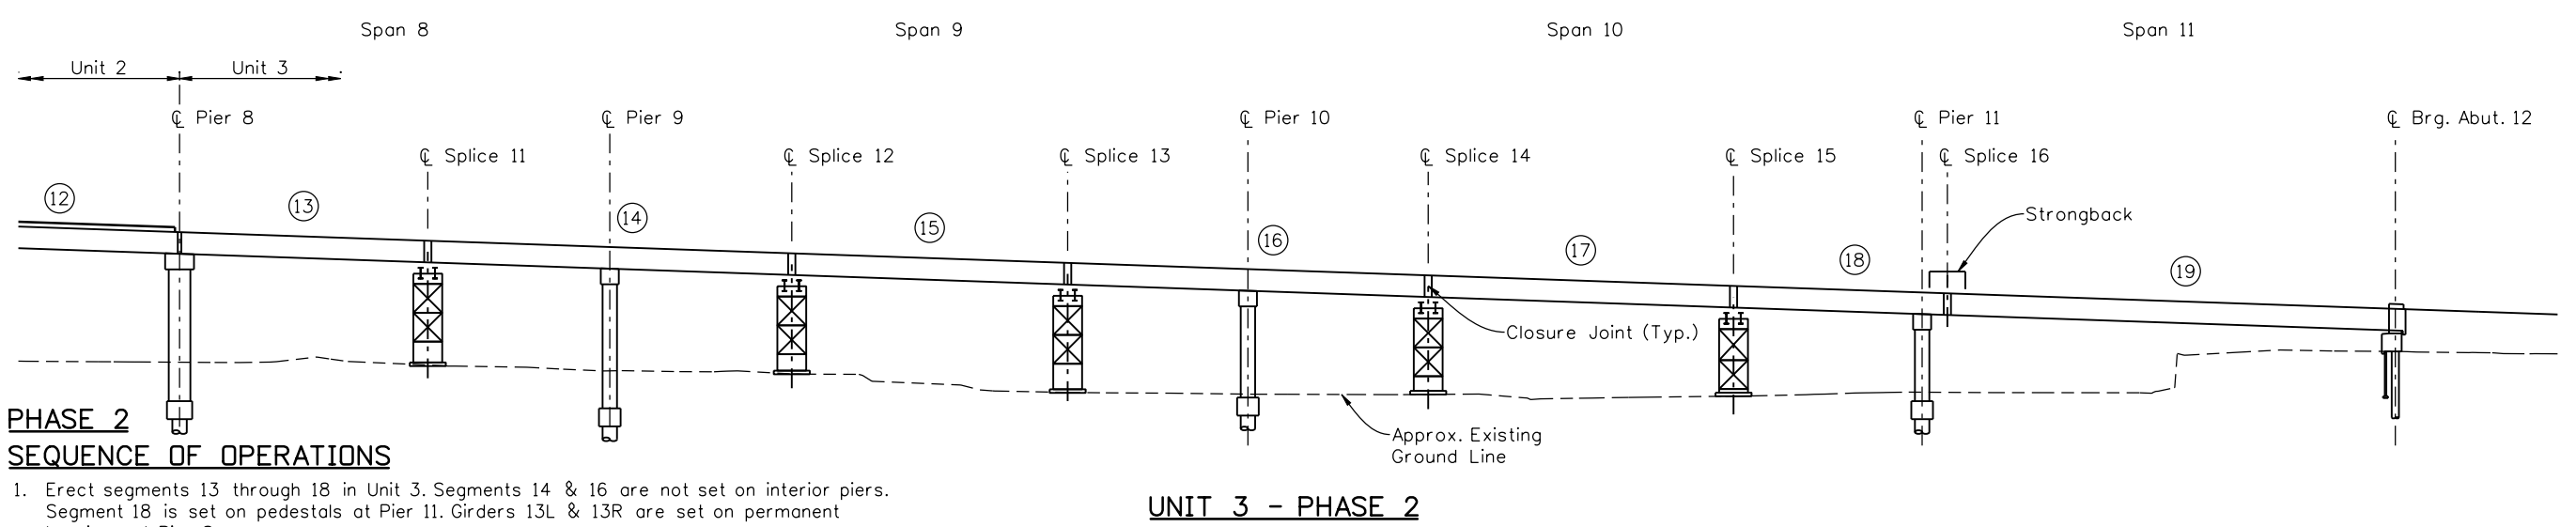 Span 8
Span 9
Span 10
Span 11
Unit 2
Unit 3
℄ Pier 8
℄ Pier 9
℄ Pier 10
℄ Pier 11
℄ Brg. Abut. 12
℄ Splice 11
℄ Splice 12
℄ Splice 13
℄ Splice 14
℄ Splice 15
℄ Splice 16
12
13
14
15
16
17
18
19
Strongback
Closure Joint (Typ.)
Approx. Existing
Ground Line
PHASE 2
SEQUENCE OF OPERATIONS
1. Erect segments 13 through 18 in Unit 3. Segments 14 & 16 are not set on interior piers.
Segment 18 is set on pedestals at Pier 11. Girders 13L & 13R are set on permanent
UNIT 3 - PHASE 2